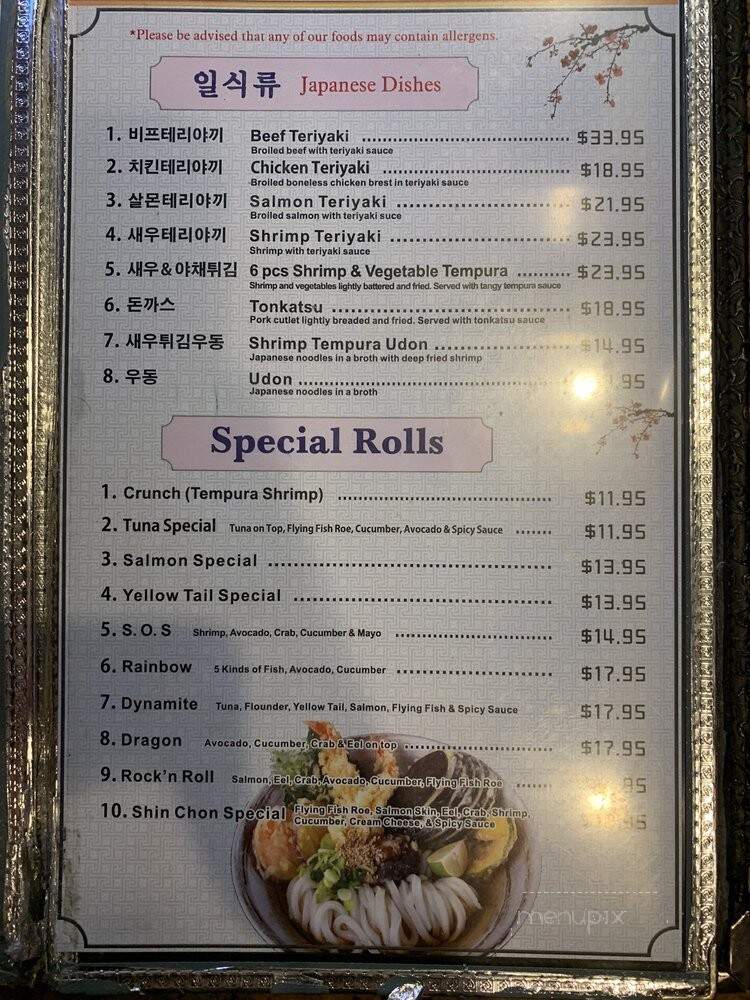 *Please be advised that any of our foods may contain allergens.
일식류 Japanese Dishes
1. 비프테리야끼 Beef Teriyaki $33.95
Broiled beef with teriyaki sauce
2. 치킨테리야끼 Chicken Teriyaki $18.95
Broiled boneless chicken brest in teriyaki sauce
3. 살몬테리야끼 Salmon Teriyaki $21.95
Broiled salmon with teriyaki suce
4. 새우테리야끼 Shrimp Teriyaki $23.95
Shrimp with teriyaki sauce
5. 새우&야채튀김 6 pcs Shrimp & Vegetable Tempura $23.95
Shrimp and vegetables lightly battered and fried. Served with tangy tempura sauce
6. 돈까스 Tonkatsu $18.95
Pork cutlet lightly breaded and fried. Served with tonkatsu sauce
7. 새우튀김우동 Shrimp Tempura Udon $14.95
Japanese noodles in a broth with deep fried shrimp
8. 우동 Udon
Japanese noodles in a broth
Special Rolls
1. Crunch (Tempura Shrimp) $11.95
2. Tuna Special Tuna on Top, Flying Fish Roe, Cucumber, Avocado & Spicy Sauce $11.95
3. Salmon Special $13.95
4. Yellow Tail Special $13.95
5. S.O.S Shrimp, Avocado, Crab, Cucumber & Mayo $14.95
6. Rainbow 5 Kinds of Fish, Avocado, Cucumber $17.95
7. Dynamite Tuna, Flounder, Yellow Tail, Salmon, Flying Fish & Spicy Sauce $17.95
8. Dragon Avocado, Cucumber, Crab & Eel on top $17.95
9. Rock'n Roll Salmon, Eel, Crab, Avocado, Cucumber, Flying Fish Roe
10. Shin Chon Special Flying Fish Roe, Salmon Skin, Eel, Crab, Shrimp,
Cucumber, Cream Cheese, & Spicy Sauce
menupix